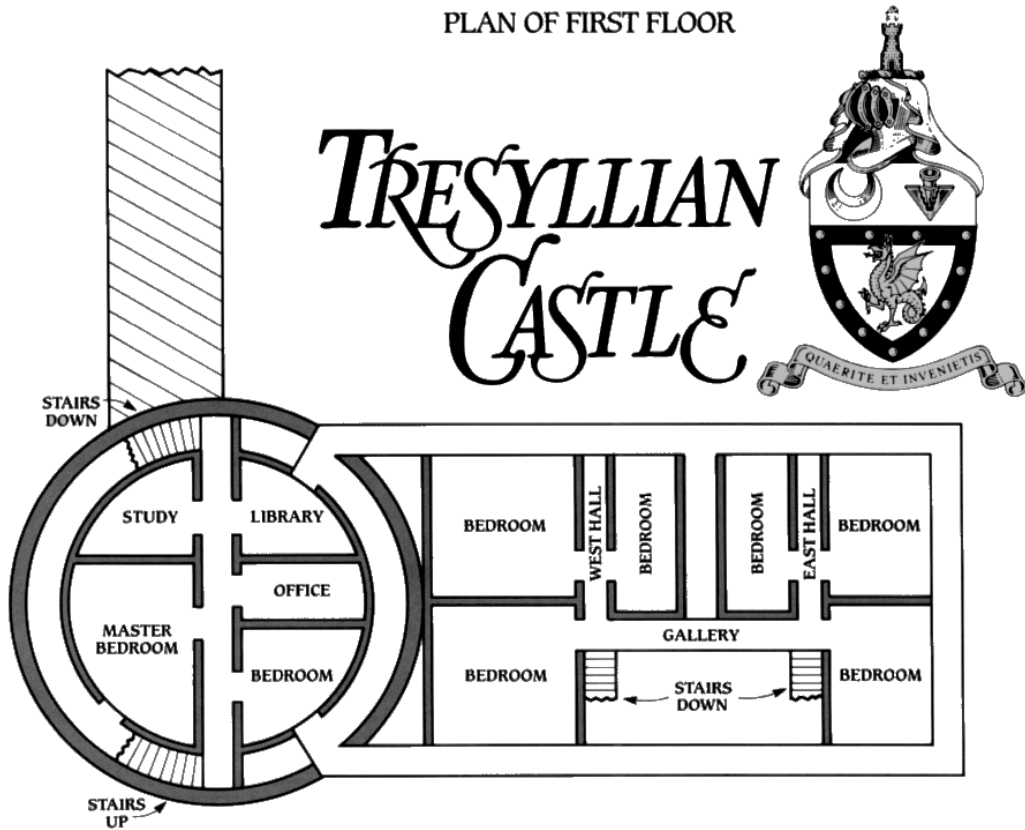 PLAN OF FIRST FLOOR
TRESYLLIAN
CASTLE
QUAERITE ET INVENIETIS
STAIRS
DOWN
STUDY
LIBRARY
OFFICE
MASTER
BEDROOM
BEDROOM
STAIRS
UP
BEDROOM
WEST HALL
BEDROOM
BEDROOM
EAST HALL
BEDROOM
GALLERY
BEDROOM
STAIRS
DOWN
BEDROOM